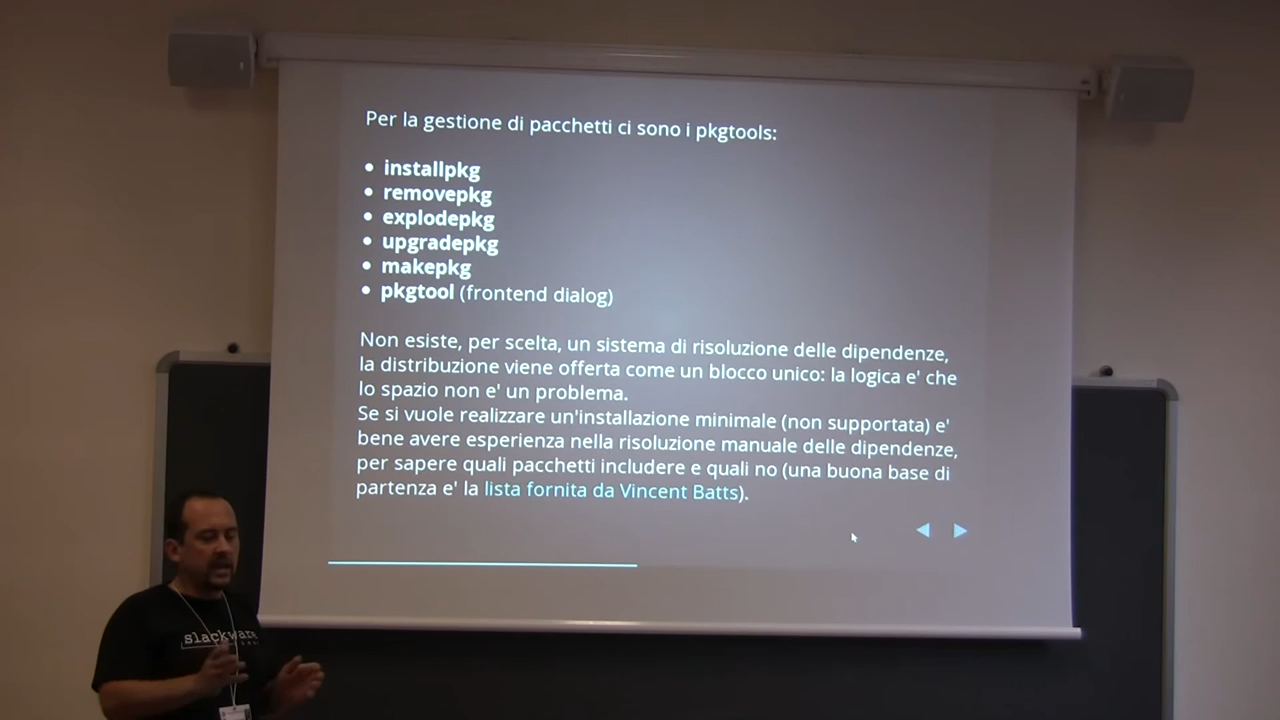 Per la gestione di pacchetti ci sono i pkgtools:
• installpkg
• removepkg
• explodepkg
• upgradepkg
• makepkg
• pkgtool (frontend dialog)
Non esiste, per scelta, un sistema di risoluzione delle dipendenze,
la distribuzione viene offerta come un blocco unico: la logica e' che
lo spazio non e' un problema.
Se si vuole realizzare un'installazione minimale (non supportata) e'
bene avere esperienza nella risoluzione manuale delle dipendenze,
per sapere quali pacchetti includere e quali no (una buona base di
partenza e' la lista fornita da Vincent Batts).
slackware